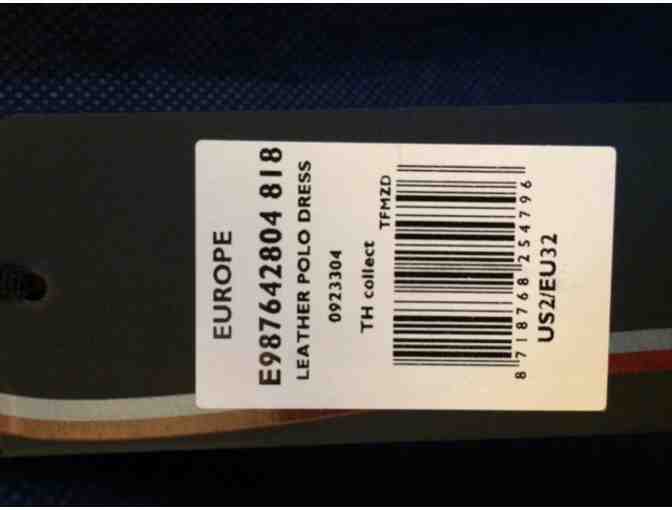 EUROPE
E987642804 818
LEATHER POLO DRESS
0923304
TH collect
TFMZD
8 718768 254796
US2/EU32